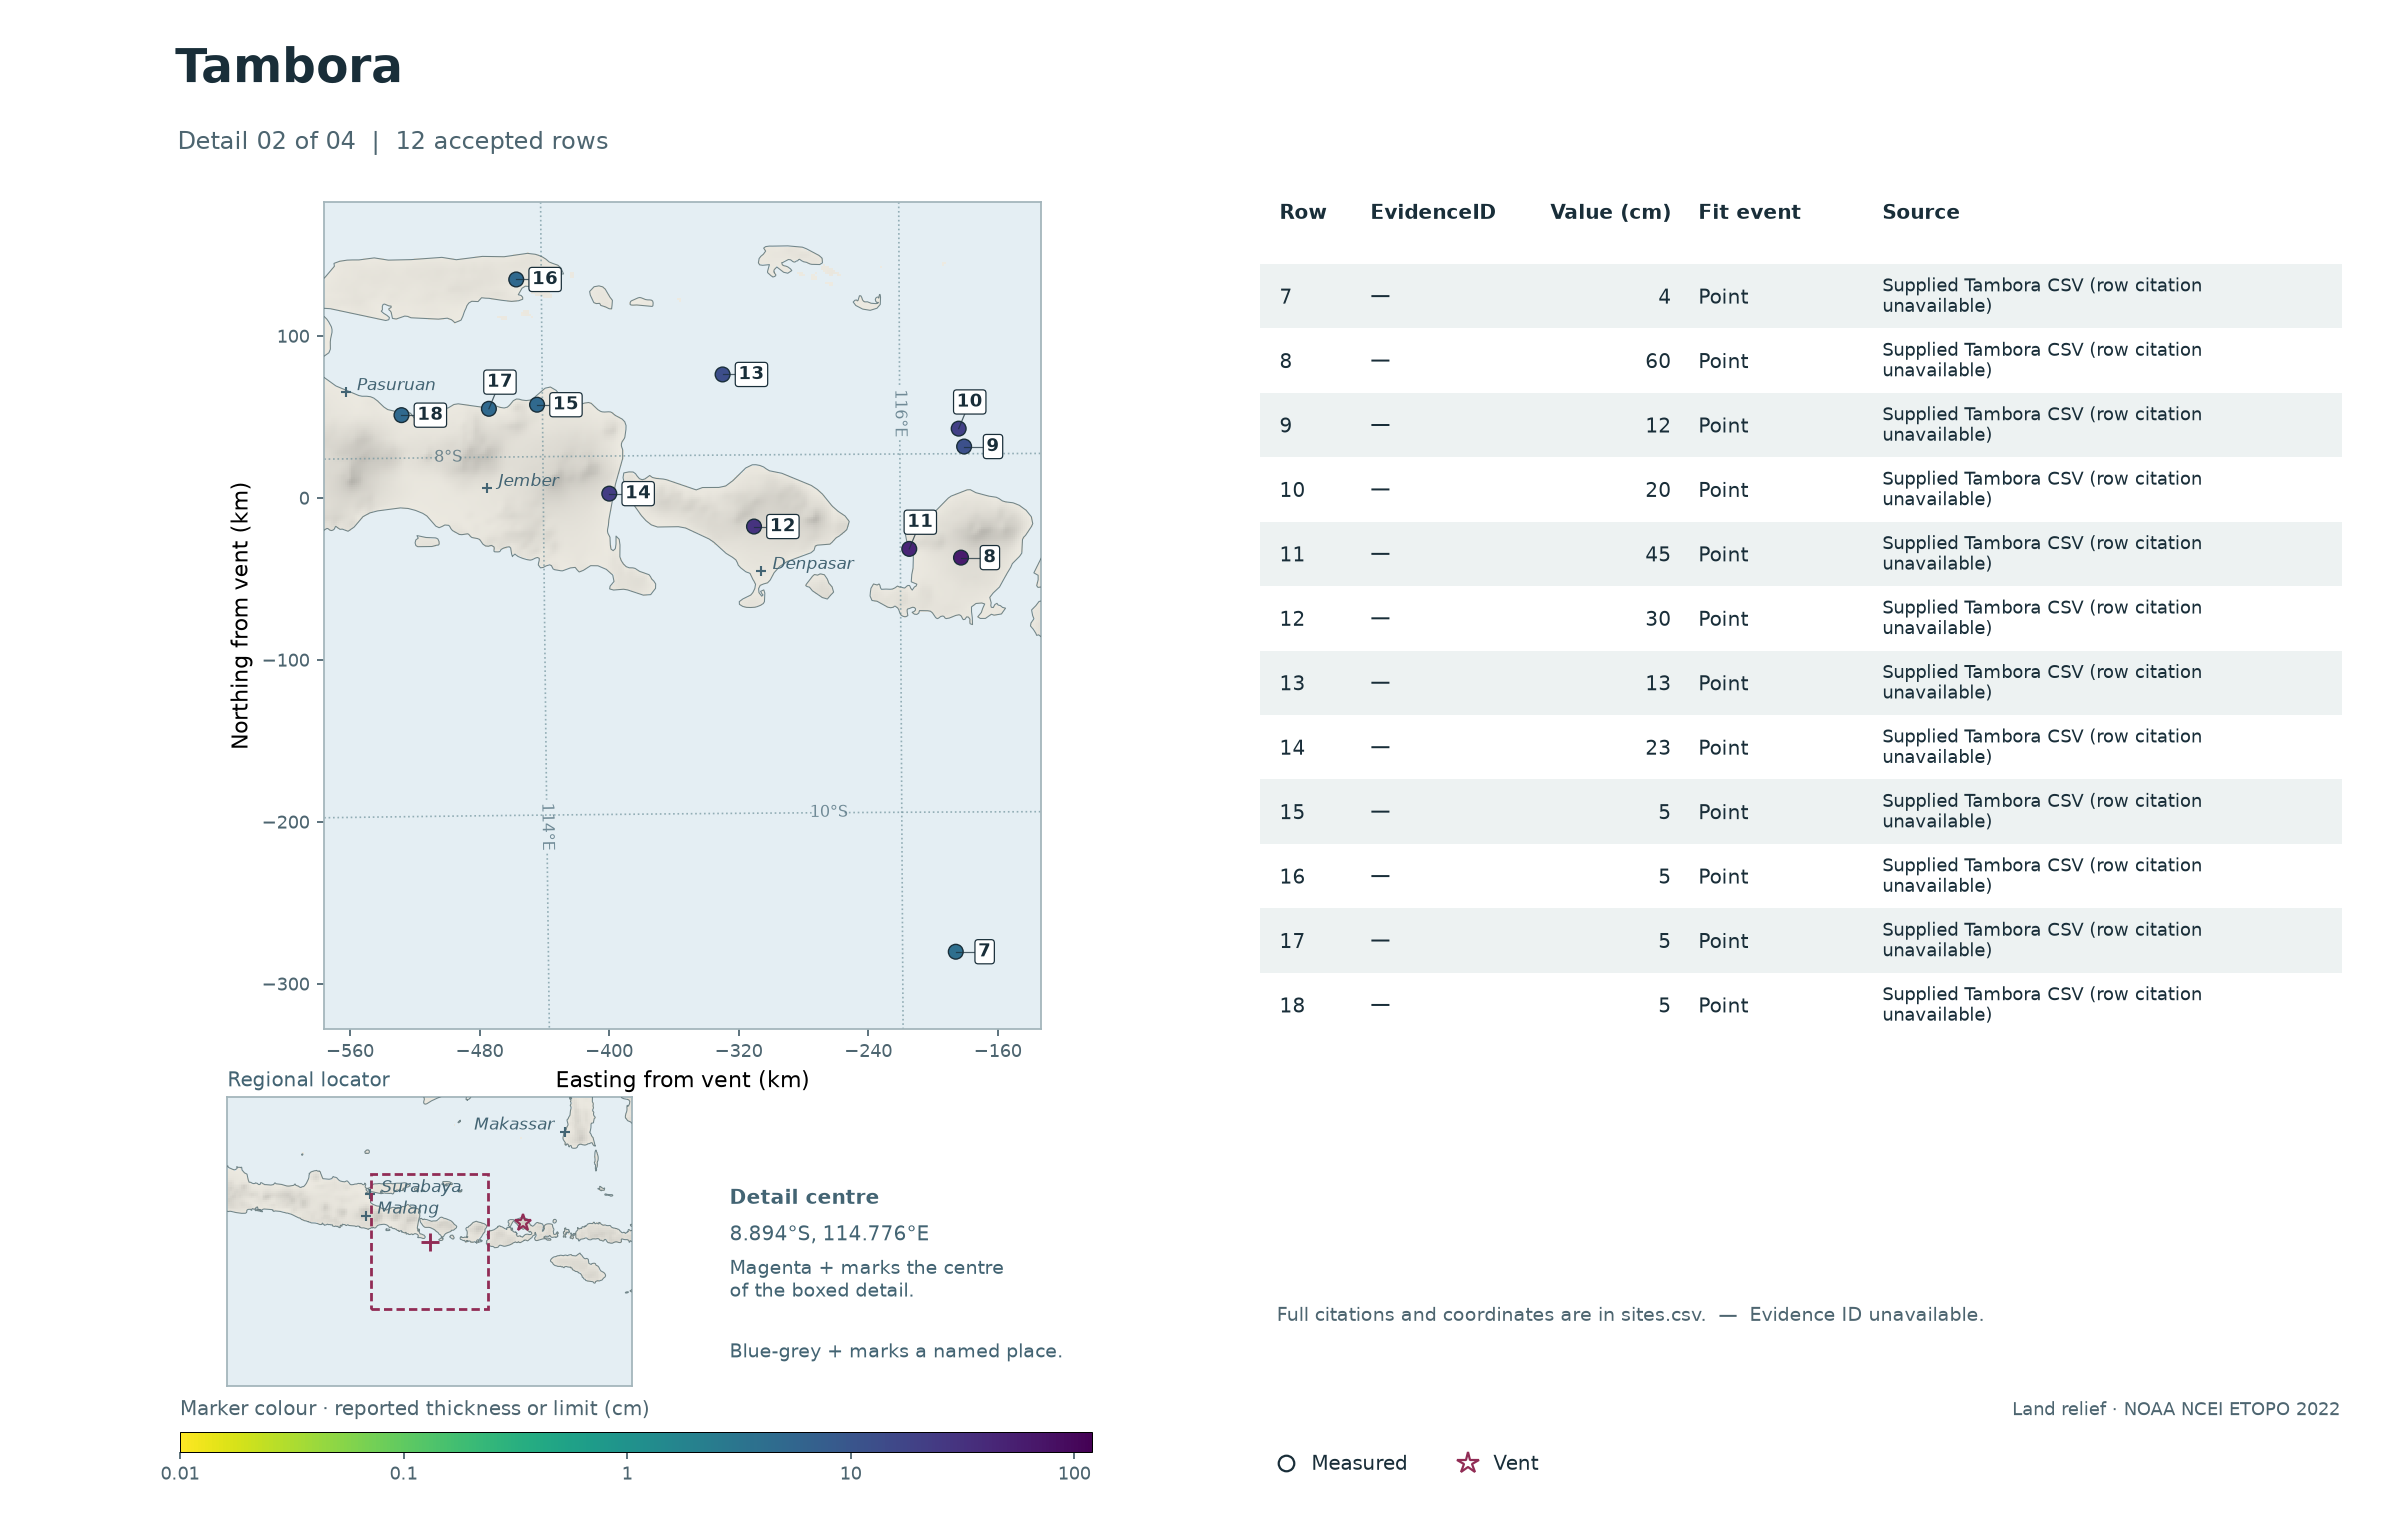 Tambora
Detail 02 of 04 | 12 accepted rows
16
100
Pasuruan
17
18
15
13
116°E
10
9
8°S
Jember
0
14
12
11
8
Denpasar
−100
Northing from vent (km)
−200
114°E
10°S
7
−300
−560 −480 −400 −320 −240 −160
Easting from vent (km)
Row EvidenceID Value (cm) Fit event Source
7 — 4 Point Supplied Tambora CSV (row citation
unavailable)
8 — 60 Point Supplied Tambora CSV (row citation
unavailable)
9 — 12 Point Supplied Tambora CSV (row citation
unavailable)
10 — 20 Point Supplied Tambora CSV (row citation
unavailable)
11 — 45 Point Supplied Tambora CSV (row citation
unavailable)
12 — 30 Point Supplied Tambora CSV (row citation
unavailable)
13 — 13 Point Supplied Tambora CSV (row citation
unavailable)
14 — 23 Point Supplied Tambora CSV (row citation
unavailable)
15 — 5 Point Supplied Tambora CSV (row citation
unavailable)
16 — 5 Point Supplied Tambora CSV (row citation
unavailable)
17 — 5 Point Supplied Tambora CSV (row citation
unavailable)
18 — 5 Point Supplied Tambora CSV (row citation
unavailable)
Regional locator
Makassar
Surabaya
Malang
Detail centre
8.894°S, 114.776°E
Magenta + marks the centre
of the boxed detail.
Blue-grey + marks a named place.
Full citations and coordinates are in sites.csv. — Evidence ID unavailable.
Marker colour · reported thickness or limit (cm)
0.01 0.1 1 10 100
Land relief · NOAA NCEI ETOPO 2022
Measured Vent